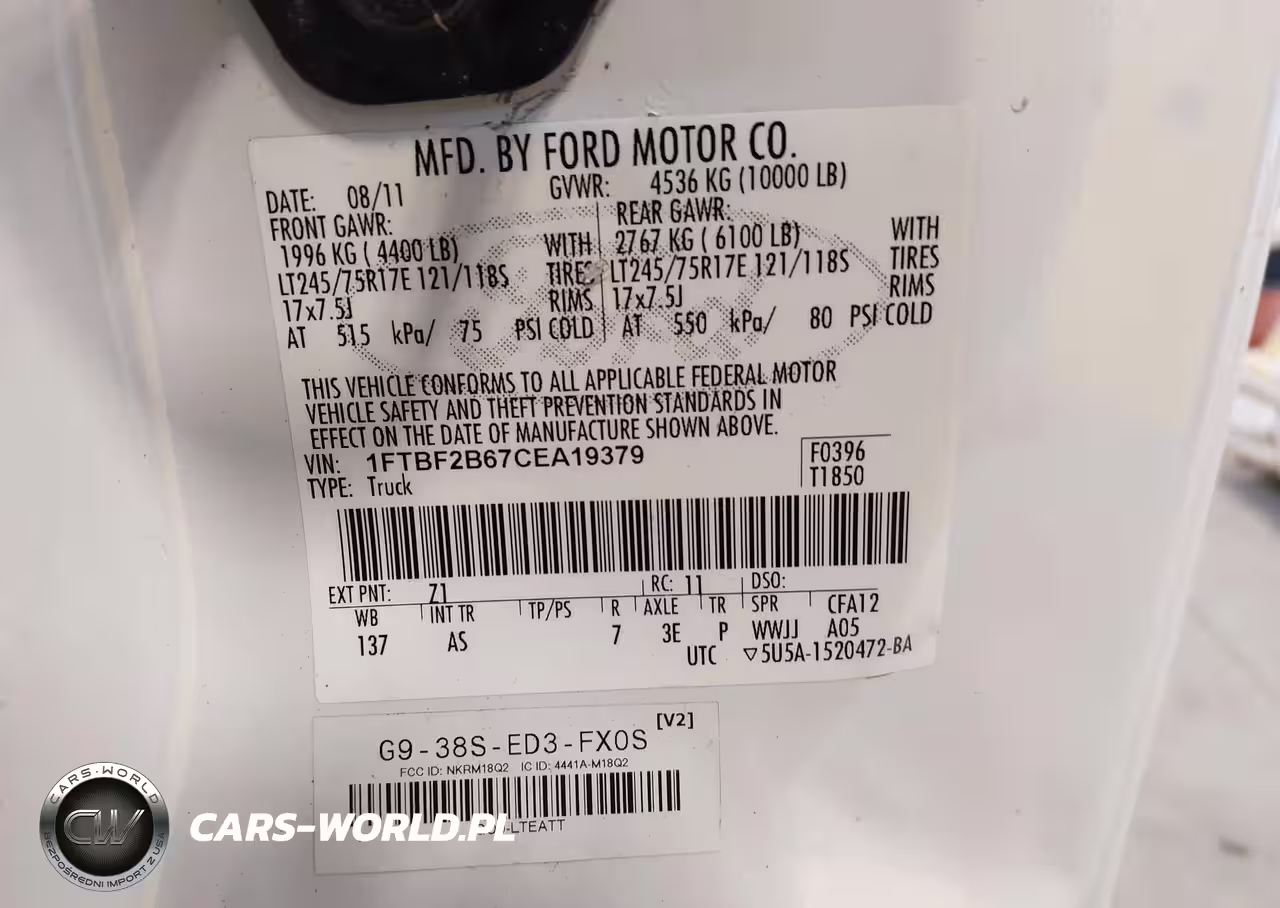 MFD. BY FORD MOTOR CO.
DATE: 08/11 GVWR: 4536 KG (10000 LB)
FRONT GAWR: REAR GAWR:
1996 KG ( 4400 LB) WITH 2767 KG ( 6100 LB) WITH
LT245/75R17E 121/118S TIRES LT245/75R17E 121/118S TIRES
17x7.5J RIMS 17x7.5J RIMS
AT 515 kPa/ 75 PSI COLD AT 550 kPa/ 80 PSI COLD
THIS VEHICLE CONFORMS TO ALL APPLICABLE FEDERAL MOTOR
VEHICLE SAFETY AND THEFT PREVENTION STANDARDS IN
EFFECT ON THE DATE OF MANUFACTURE SHOWN ABOVE.
VIN: 1FTBF2B67CEA19379 F0396
TYPE: Truck T1850
EXT PNT: Z1 RC: 11 DSO:
WB INT TR TP/PS R AXLE TR SPR CFA12
137 AS 7 3E P WWJJ A05
UTC ▽5U5A-1520472-BA
[V2]
G9-38S-ED3-FX0S
FCC ID: NKRM18Q2 IC ID: 4441A-M18Q2
LTEATT
CARS-WORLD
CW
BEZPOŚREDNI IMPORT Z USA
CARS-WORLD.PL